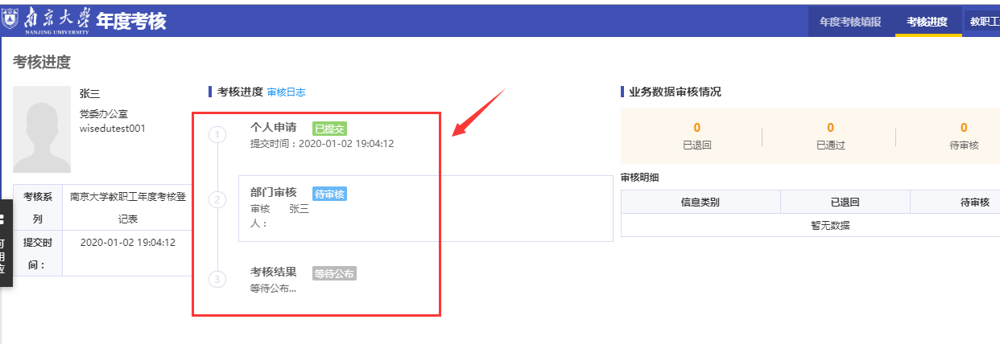 南京大学
NANJING UNIVERSITY
年度考核
年度考核填报
考核进度
教职工
考核进度
张三
党委办公室
wisedutest001
考核系列
南京大学教职工年度考核登记表
提交时间：
2020-01-02 19:04:12
可用应
考核进度 审核日志
1
个人申请 已提交
提交时间：2020-01-02 19:04:12
2
部门审核 待审核
审核人： 张三
3
考核结果 等待公布
等待公布...
业务数据审核情况
0 0 0
已退回 已通过 待审核
审核明细
信息类别 已退回 待审核
暂无数据